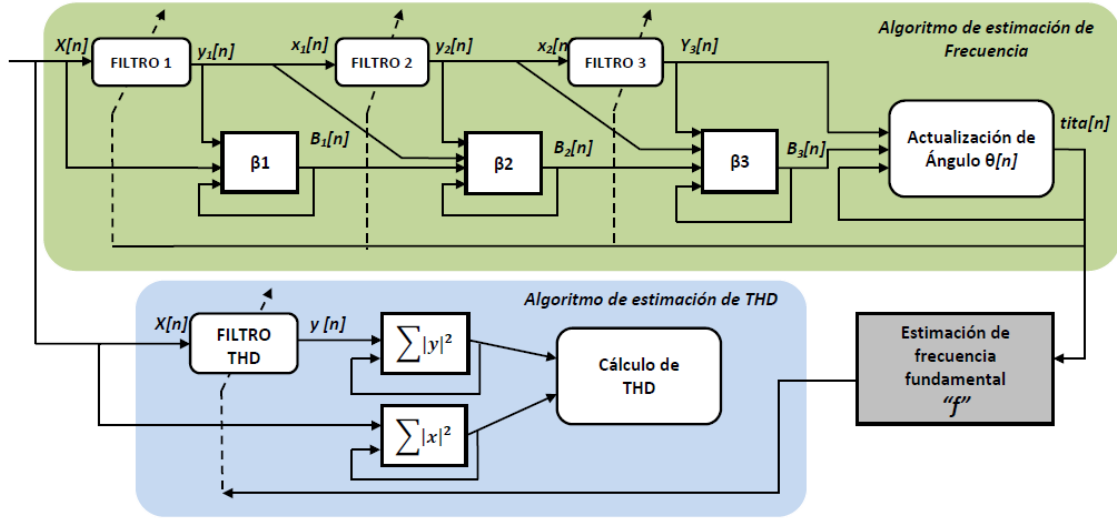 Algoritmo de estimación de
Frecuencia
X[n]
FILTRO 1
y1[n]
x1[n]
FILTRO 2
y2[n]
x2[n
FILTRO 3
Y3[n]
β1
B1[n]
β2
B2[n]
β3
B3[n]
Actualización de
Ángulo θ[n]
tita[n]
Algoritmo de estimación de THD
X[n]
FILTRO
THD
y [n]
∑|y|²
∑|x|²
Cálculo de
THD
Estimación de
frecuencia
fundamental
“f”